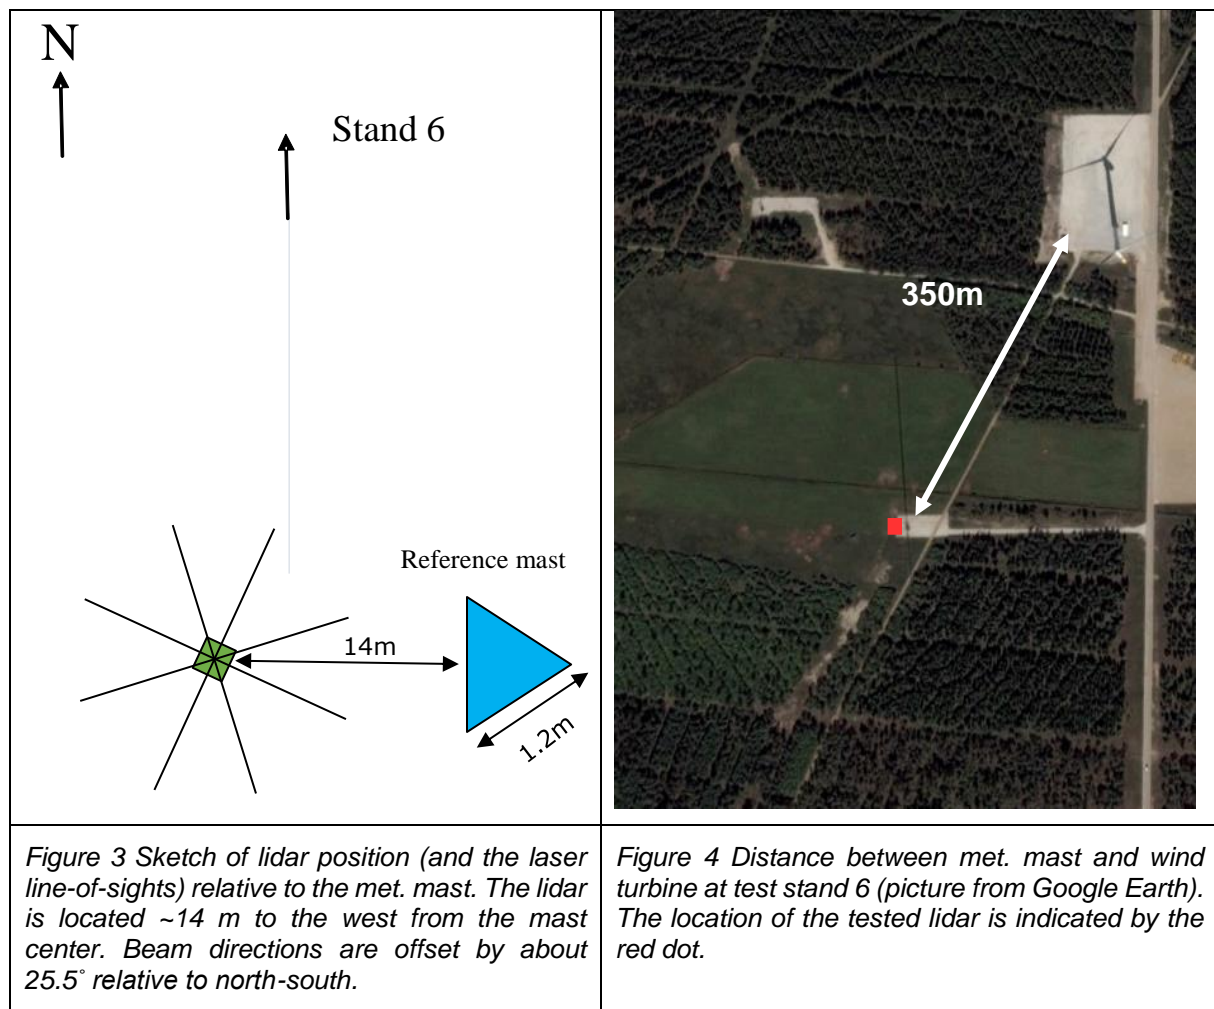 N
Stand 6
Reference mast
14m
1.2m
350m
Figure 3 Sketch of lidar position (and the laser
line-of-sights) relative to the met. mast. The lidar
is located ~14 m to the west from the mast
center. Beam directions are offset by about
25.5° relative to north-south.
Figure 4 Distance between met. mast and wind
turbine at test stand 6 (picture from Google Earth).
The location of the tested lidar is indicated by the
red dot.